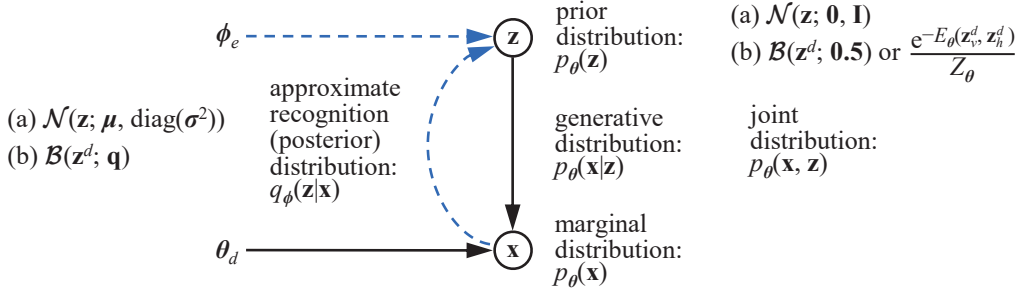 ϕ_e
z
prior
distribution:
p_θ(z)
(a) 𝒩(z; 0, I)
(b) ℬ(z^d; 0.5) or e^{−E_θ(z_v^d, z_h^d)} / Z_θ
(a) 𝒩(z; μ, diag(σ²))
(b) ℬ(z^d; q)
approximate
recognition
(posterior)
distribution:
q_ϕ(z|x)
generative
distribution:
p_θ(x|z)
joint
distribution:
p_θ(x, z)
θ_d
x
marginal
distribution:
p_θ(x)